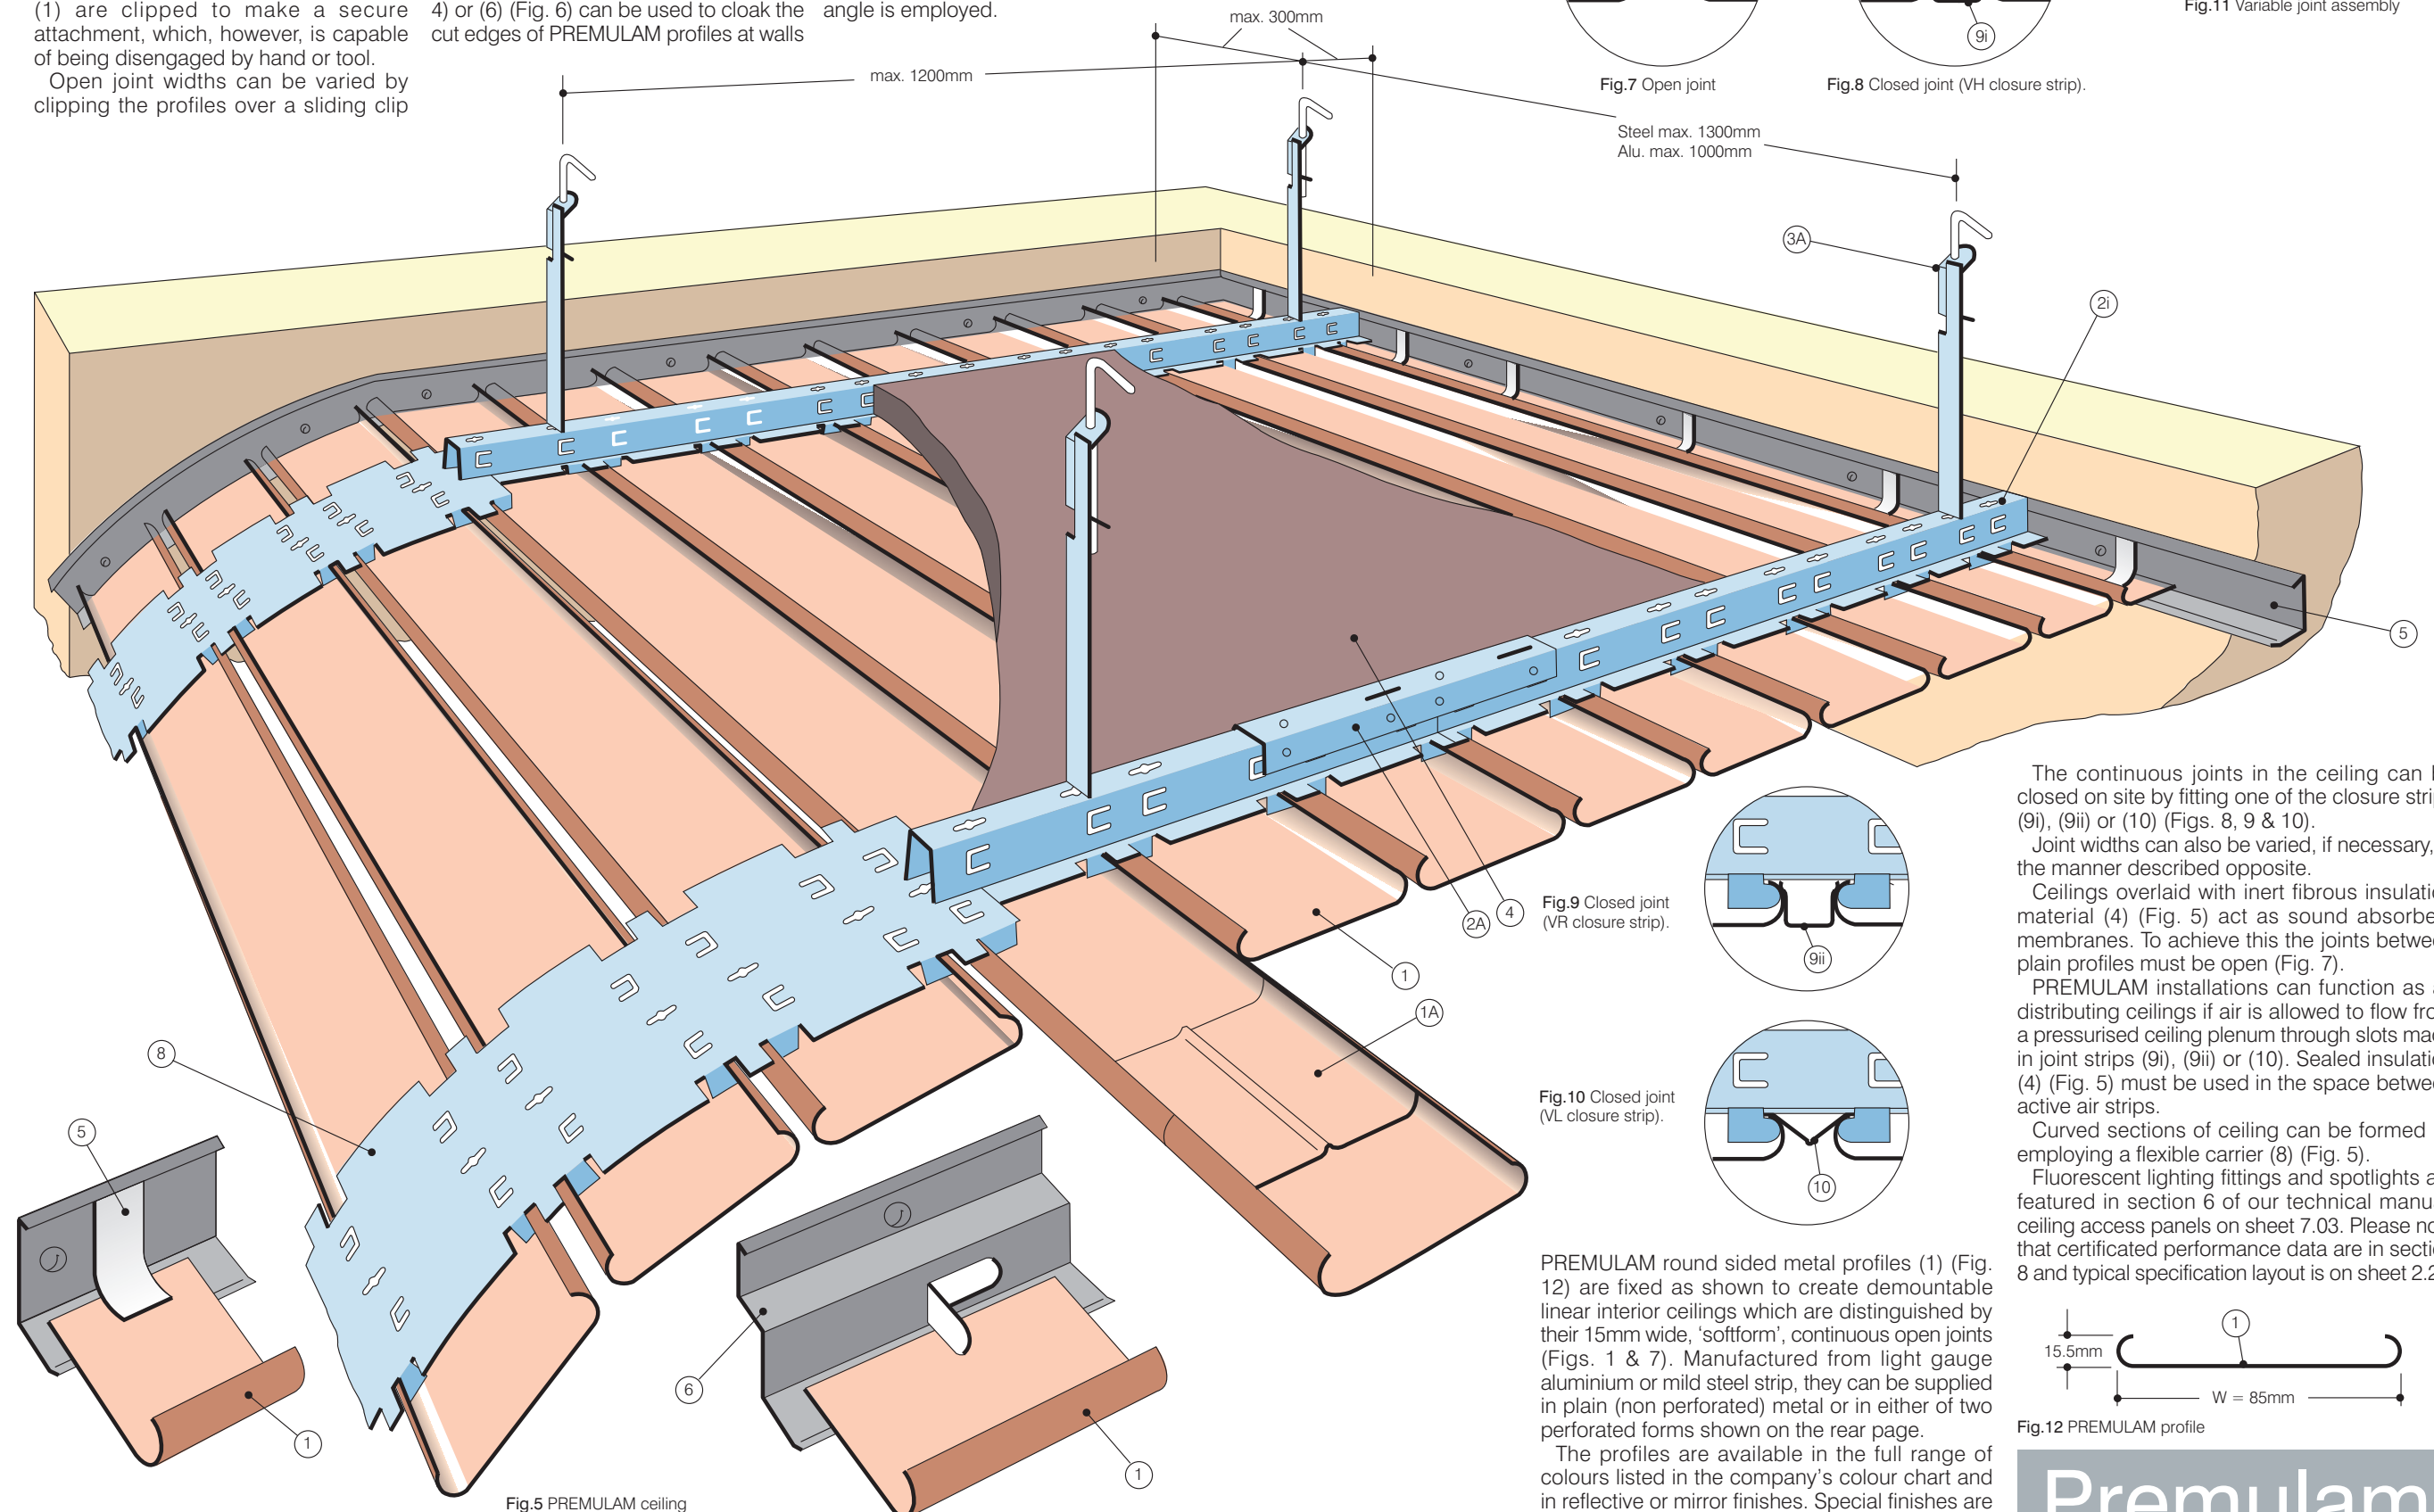 (1) are clipped to make a secure
attachment, which, however, is capable
of being disengaged by hand or tool.
Open joint widths can be varied by
clipping the profiles over a sliding clip
4) or (6) (Fig. 6) can be used to cloak the
cut edges of PREMULAM profiles at walls
angle is employed.
max. 300mm
max. 1200mm
Steel max. 1300mm
Alu. max. 1000mm
9i
Fig.7 Open joint
Fig.8 Closed joint (VH closure strip).
Fig.11 Variable joint assembly
3A
2i
5
4
2A
1
1A
8
5
1
6
1
Fig.5 PREMULAM ceiling
Fig.9 Closed joint
(VR closure strip).
9ii
Fig.10 Closed joint
(VL closure strip).
10
PREMULAM round sided metal profiles (1) (Fig.
12) are fixed as shown to create demountable
linear interior ceilings which are distinguished by
their 15mm wide, ‘softform’, continuous open joints
(Figs. 1 & 7). Manufactured from light gauge
aluminium or mild steel strip, they can be supplied
in plain (non perforated) metal or in either of two
perforated forms shown on the rear page.
The profiles are available in the full range of
colours listed in the company’s colour chart and
in reflective or mirror finishes. Special finishes are
The continuous joints in the ceiling can
closed on site by fitting one of the closure
(9i), (9ii) or (10) (Figs. 8, 9 & 10).
Joint widths can also be varied, if necessary,
the manner described opposite.
Ceilings overlaid with inert fibrous
material (4) (Fig. 5) act as sound
membranes. To achieve this the joints
plain profiles must be open (Fig. 7).
PREMULAM installations can function as
distributing ceilings if air is allowed to flow
a pressurised ceiling plenum through slots
in joint strips (9i), (9ii) or (10). Sealed
(4) (Fig. 5) must be used in the space
active air strips.
Curved sections of ceiling can be formed
employing a flexible carrier (8) (Fig. 5).
Fluorescent lighting fittings and spotlights
featured in section 6 of our technical
ceiling access panels on sheet 7.03. Please
that certificated performance data are in
8 and typical specification layout is on sheet
1
15.5mm
W = 85mm
Fig.12 PREMULAM profile
Premulam